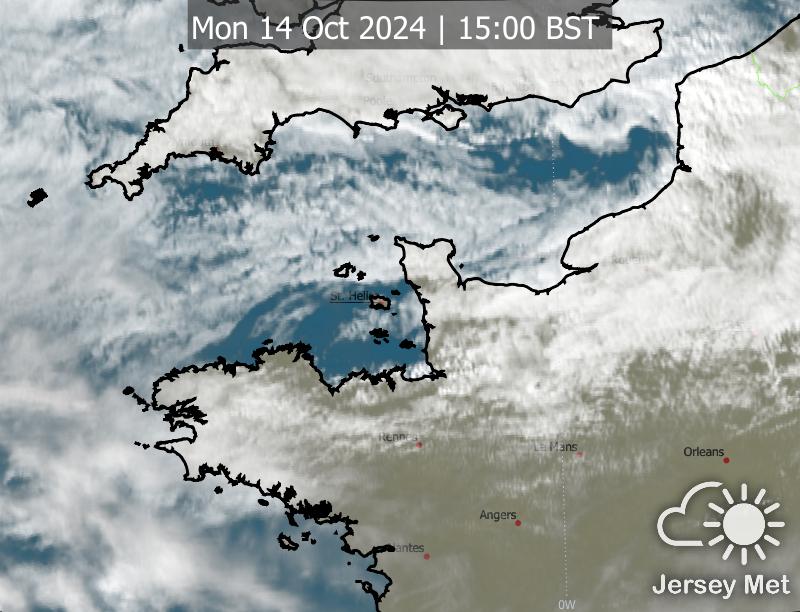 Mon 14 Oct 2024 | 15:00 BST
Southampton
Poole
Rouen
St. Heli
Rennes
Le Mans
Orleans
Angers
Nantes
Jersey Met
0W